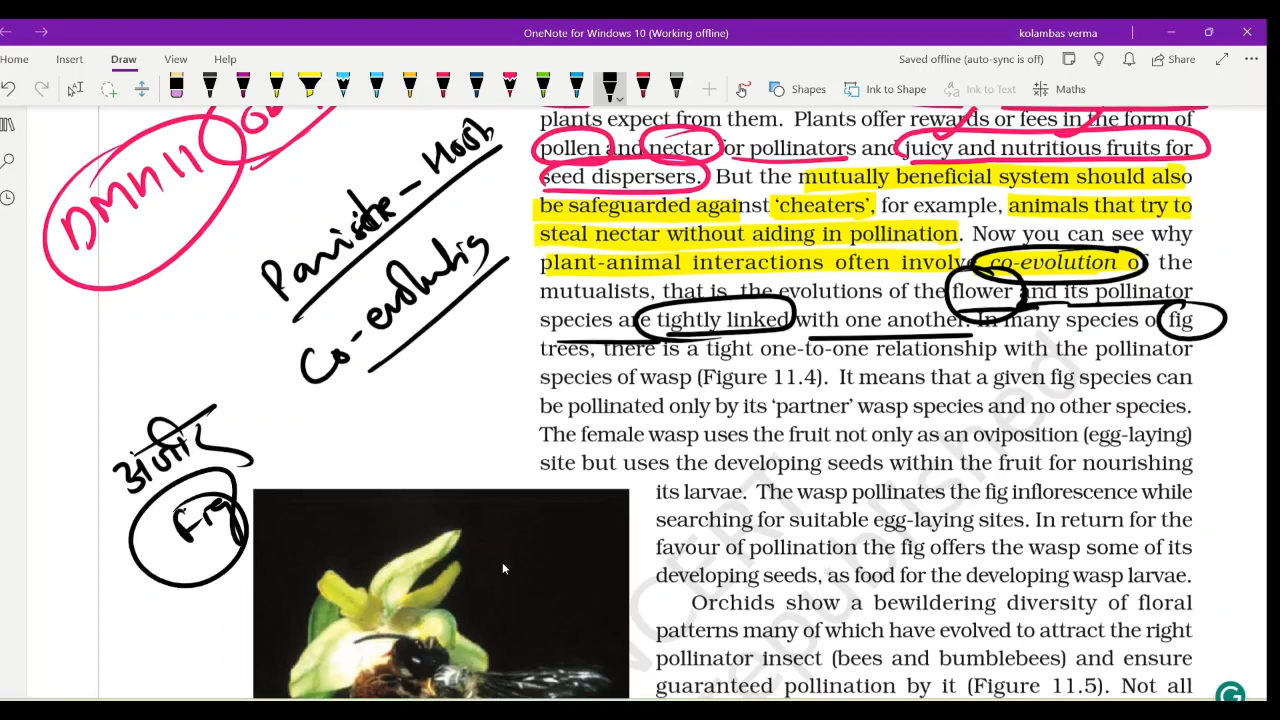 OneNote for Windows 10 (Working offline)
kolambas verma
Home Insert Draw View Help
Saved offline (auto-sync is off)
Share
Shapes
Ink to Shape
Ink to Text
Maths
plants expect from them. Plants offer rewards or fees in the form of
pollen and nectar for pollinators and juicy and nutritious fruits for
seed dispersers. But the mutually beneficial system should also
be safeguarded against ‘cheaters’, for example, animals that try to
steal nectar without aiding in pollination. Now you can see why
plant-animal interactions often involve co-evolution of the
mutualists, that is, the evolutions of the flower and its pollinator
species are tightly linked with one another. In many species of fig
trees, there is a tight one-to-one relationship with the pollinator
species of wasp (Figure 11.4). It means that a given fig species can
be pollinated only by its ‘partner’ wasp species and no other species.
The female wasp uses the fruit not only as an oviposition (egg-laying)
site but uses the developing seeds within the fruit for nourishing
its larvae. The wasp pollinates the fig inflorescence while
searching for suitable egg-laying sites. In return for the
favour of pollination the fig offers the wasp some of its
developing seeds, as food for the developing wasp larvae.
Orchids show a bewildering diversity of floral
patterns many of which have evolved to attract the right
pollinator insect (bees and bumblebees) and ensure
guaranteed pollination by it (Figure 11.5). Not all
DMN 11
Parisite - Host
Co-evolutig
अंजीर
Fig